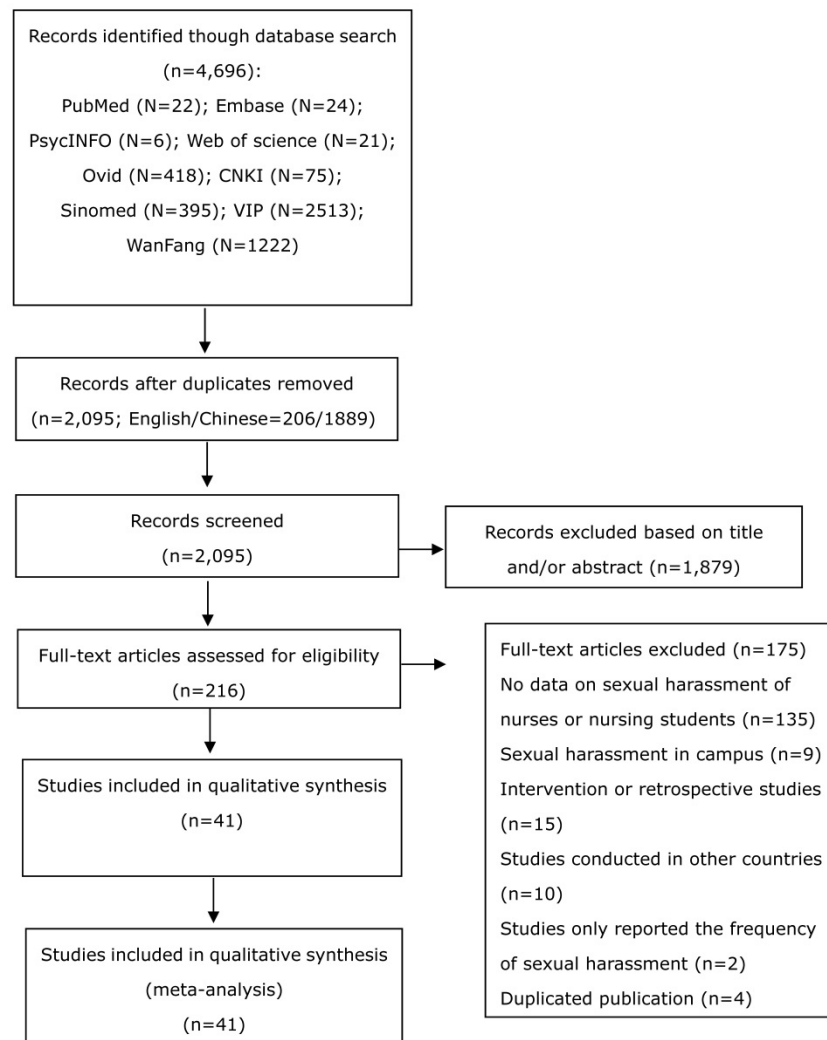 Records identified though database search
(n=4,696):
PubMed (N=22); Embase (N=24);
PsycINFO (N=6); Web of science (N=21);
Ovid (N=418); CNKI (N=75);
Sinomed (N=395); VIP (N=2513);
WanFang (N=1222)
Records after duplicates removed
(n=2,095; English/Chinese=206/1889)
Records screened
(n=2,095)
Records excluded based on title
and/or abstract (n=1,879)
Full-text articles assessed for eligibility
(n=216)
Full-text articles excluded (n=175)
No data on sexual harassment of
nurses or nursing students (n=135)
Sexual harassment in campus (n=9)
Intervention or retrospective studies
(n=15)
Studies conducted in other countries
(n=10)
Studies only reported the frequency
of sexual harassment (n=2)
Duplicated publication (n=4)
Studies included in qualitative synthesis
(n=41)
Studies included in qualitative synthesis
(meta-analysis)
(n=41)